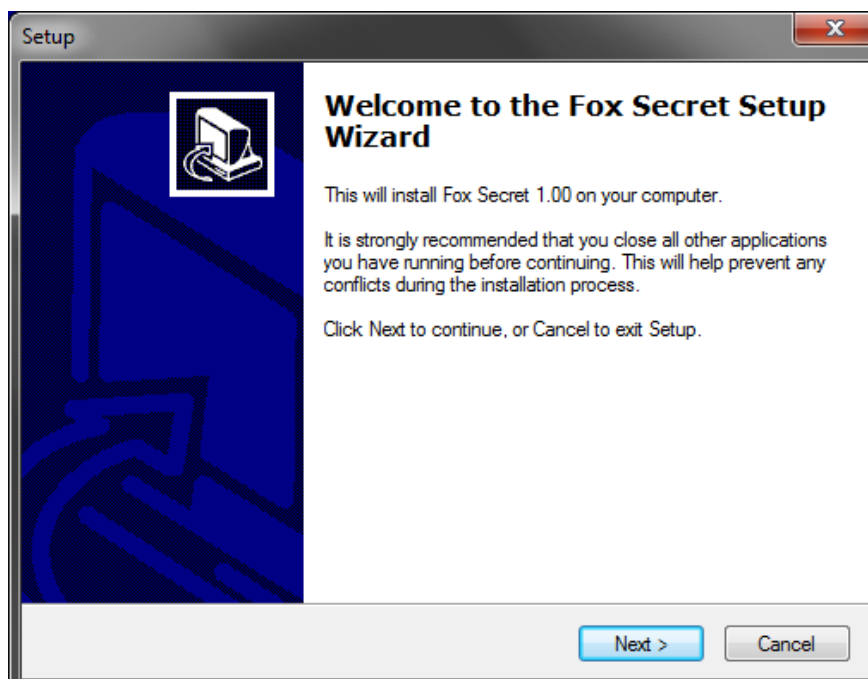 Setup
Welcome to the Fox Secret Setup
Wizard
This will install Fox Secret 1.00 on your computer.
It is strongly recommended that you close all other applications
you have running before continuing. This will help prevent any
conflicts during the installation process.
Click Next to continue, or Cancel to exit Setup.
Next >
Cancel